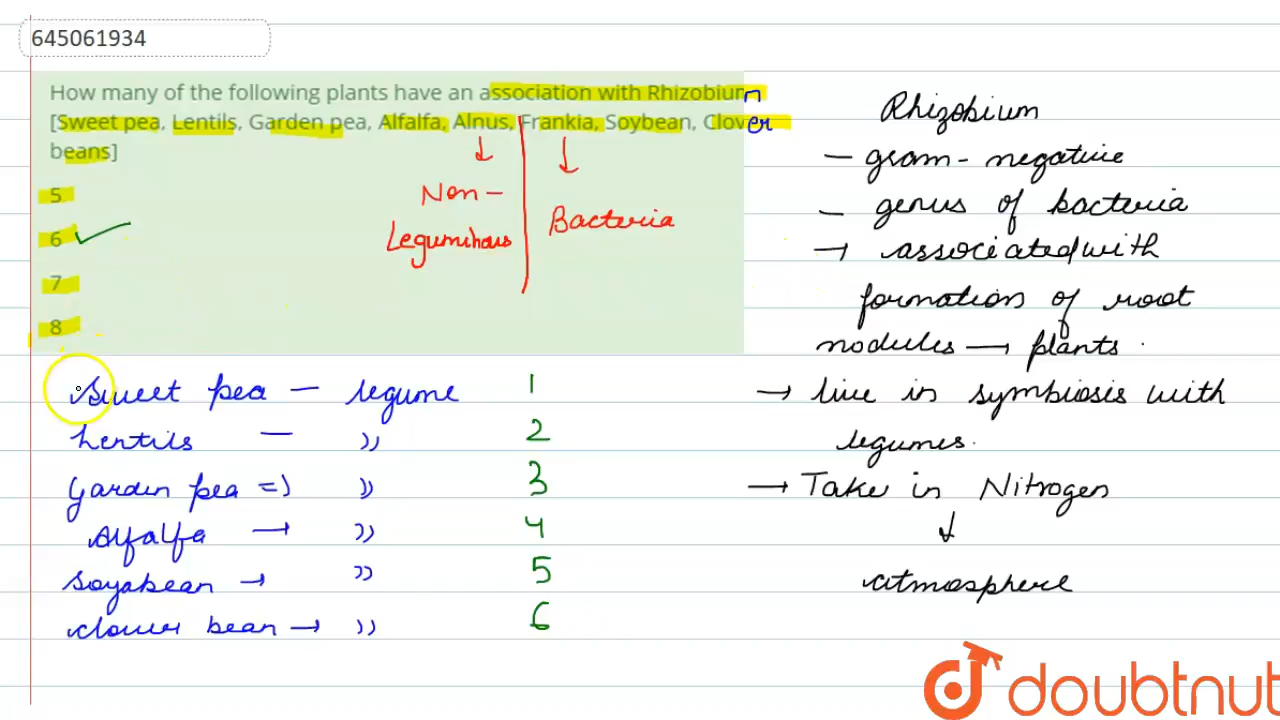 645061934
How many of the following plants have an association with Rhizobium
[Sweet pea, Lentils, Garden pea, Alfalfa, Alnus, Frankia, Soybean, Clover
beans]
5
6
7
8
Non -
Leguminous
Bacteria
Sweet pea - legume 1
Lentils - " 2
Garden pea => " 3
Alfalfa → " 4
Soyabean → " 5
clover bean → " 6
Rhizobium
- gram-negative
- genus of bacteria
→ associated with
formation of root
nodules → plants.
→ live in symbiosis with
legumes.
→ Take in Nitrogen
↓
atmosphere
doubtnut